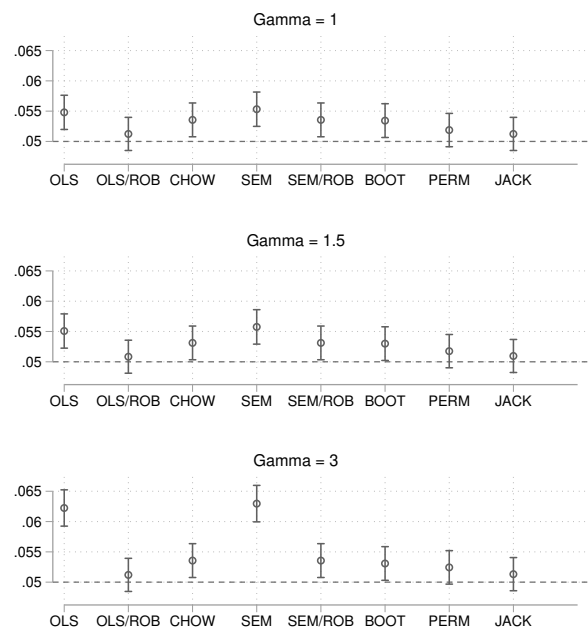 Gamma = 1
.065
.06
.055
.05
OLS OLS/ROB CHOW SEM SEM/ROB BOOT PERM JACK
Gamma = 1.5
.065
.06
.055
.05
OLS OLS/ROB CHOW SEM SEM/ROB BOOT PERM JACK
Gamma = 3
.065
.06
.055
.05
OLS OLS/ROB CHOW SEM SEM/ROB BOOT PERM JACK